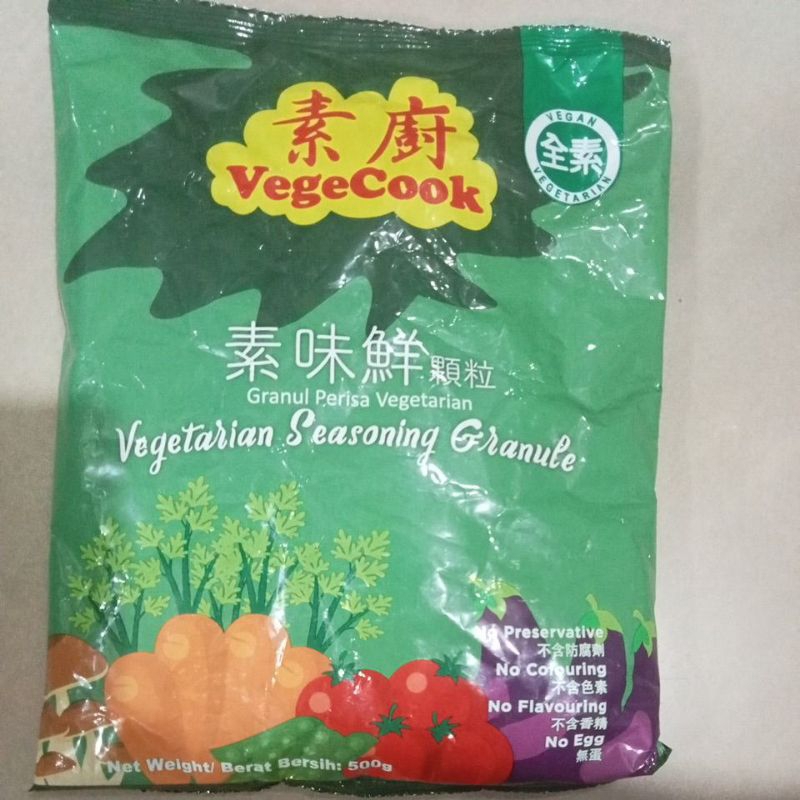 素廚
VegeCook
VEGAN
全素
VEGETARIAN
素味鮮顆粒
Granul Perisa Vegetarian
Vegetarian Seasoning Granule
No Preservative
不含防腐劑
No Colouring
不含色素
No Flavouring
不含香精
No Egg
無蛋
Net Weight/ Berat Bersih: 500g